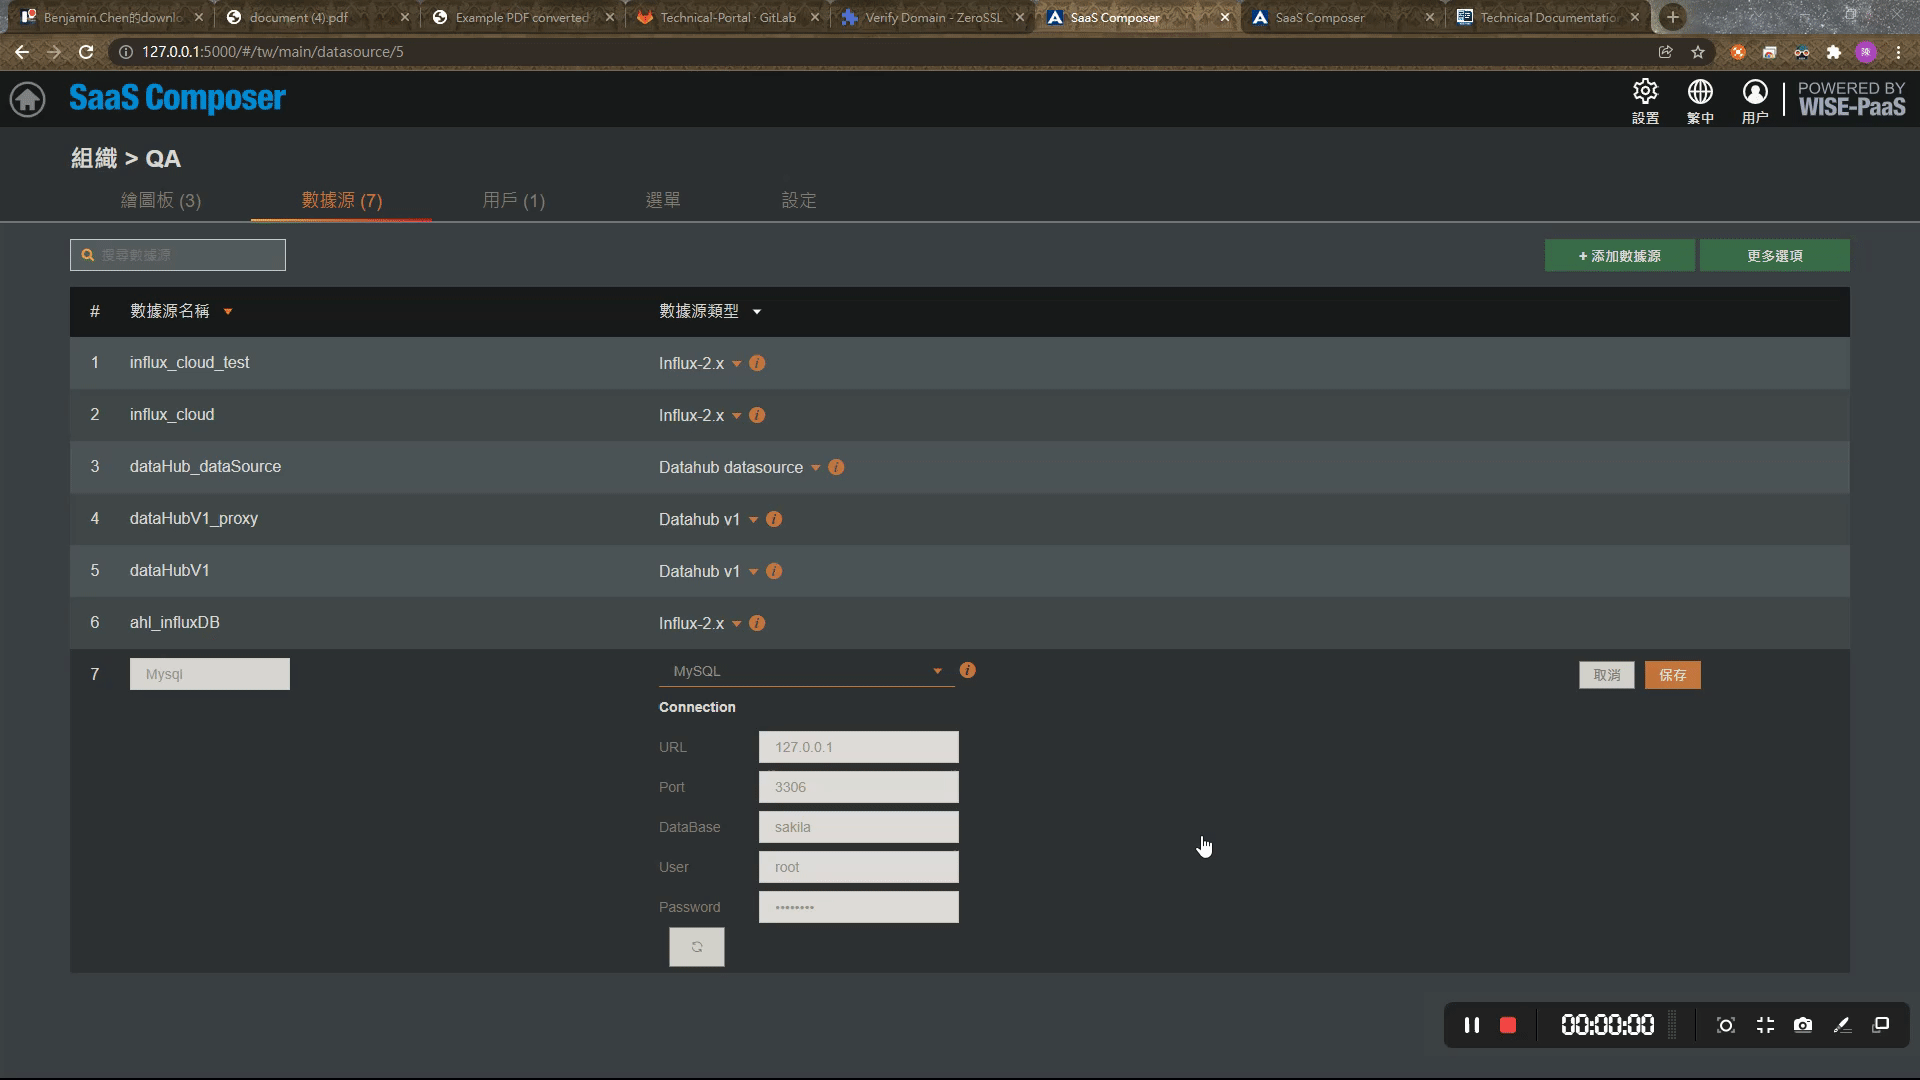 Benjamin.Chen的downlo
document (4).pdf
Example PDF converted
Technical-Portal · GitLab
Verify Domain - ZeroSSL
SaaS Composer
SaaS Composer
Technical Documentation
127.0.0.1:5000/#/tw/main/datasource/5
陳
SaaS Composer
設置
繁中
用户
POWERED BY
WISE-PaaS
組織 > QA
繪圖板 (3)
數據源 (7)
用戶 (1)
選單
設定
搜尋數據源
+ 添加數據源
更多選項
# 數據源名稱 數據源類型
1 influx_cloud_test Influx-2.x
2 influx_cloud Influx-2.x
3 dataHub_dataSource Datahub datasource
4 dataHubV1_proxy Datahub v1
5 dataHubV1 Datahub v1
6 ahl_influxDB Influx-2.x
7 Mysql MySQL 取消 保存
Connection
URL 127.0.0.1
Port 3306
DataBase sakila
User root
Password ••••••••
00:00:00